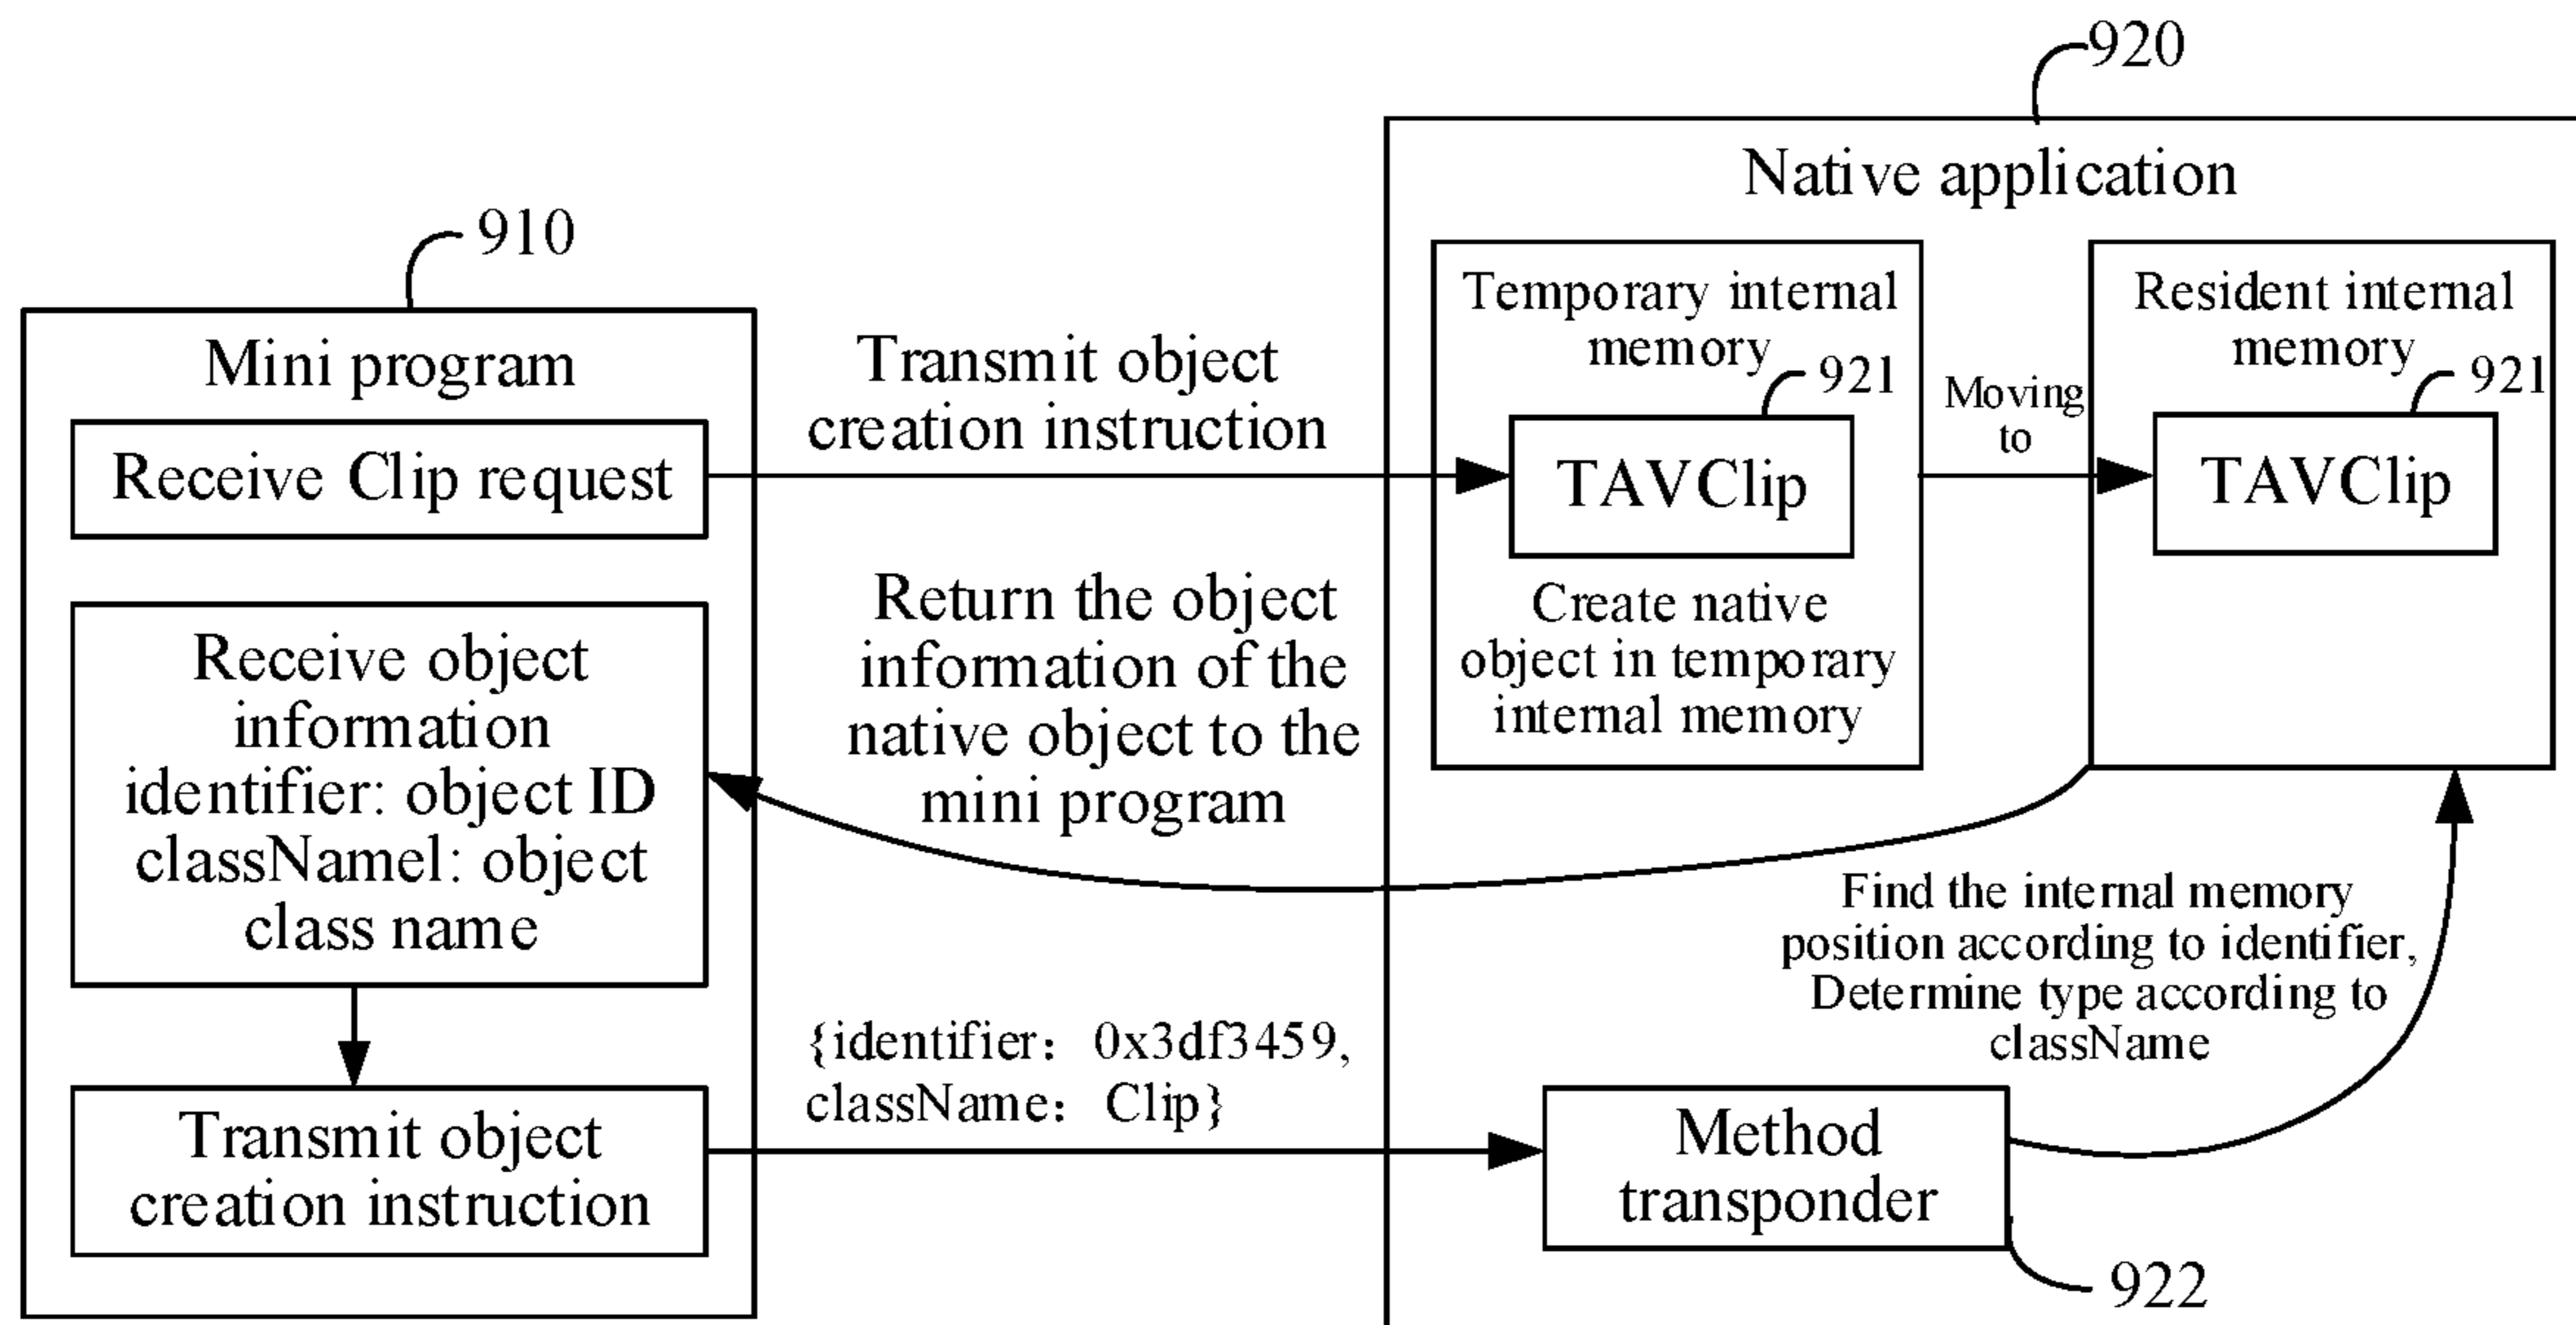 920
Native application
910
Mini program
Receive Clip request
Transmit object
creation instruction
Temporary internal
memory
921
TAVClip
Create native
object in temporary
internal memory
Moving
to
Resident internal
memory
921
TAVClip
Receive object
information
identifier: object ID
classNamel: object
class name
Return the object
information of the
native object to the
mini program
Transmit object
creation instruction
{identifier: 0x3df3459,
className: Clip}
Method
transponder
922
Find the internal memory
position according to identifier,
Determine type according to
className